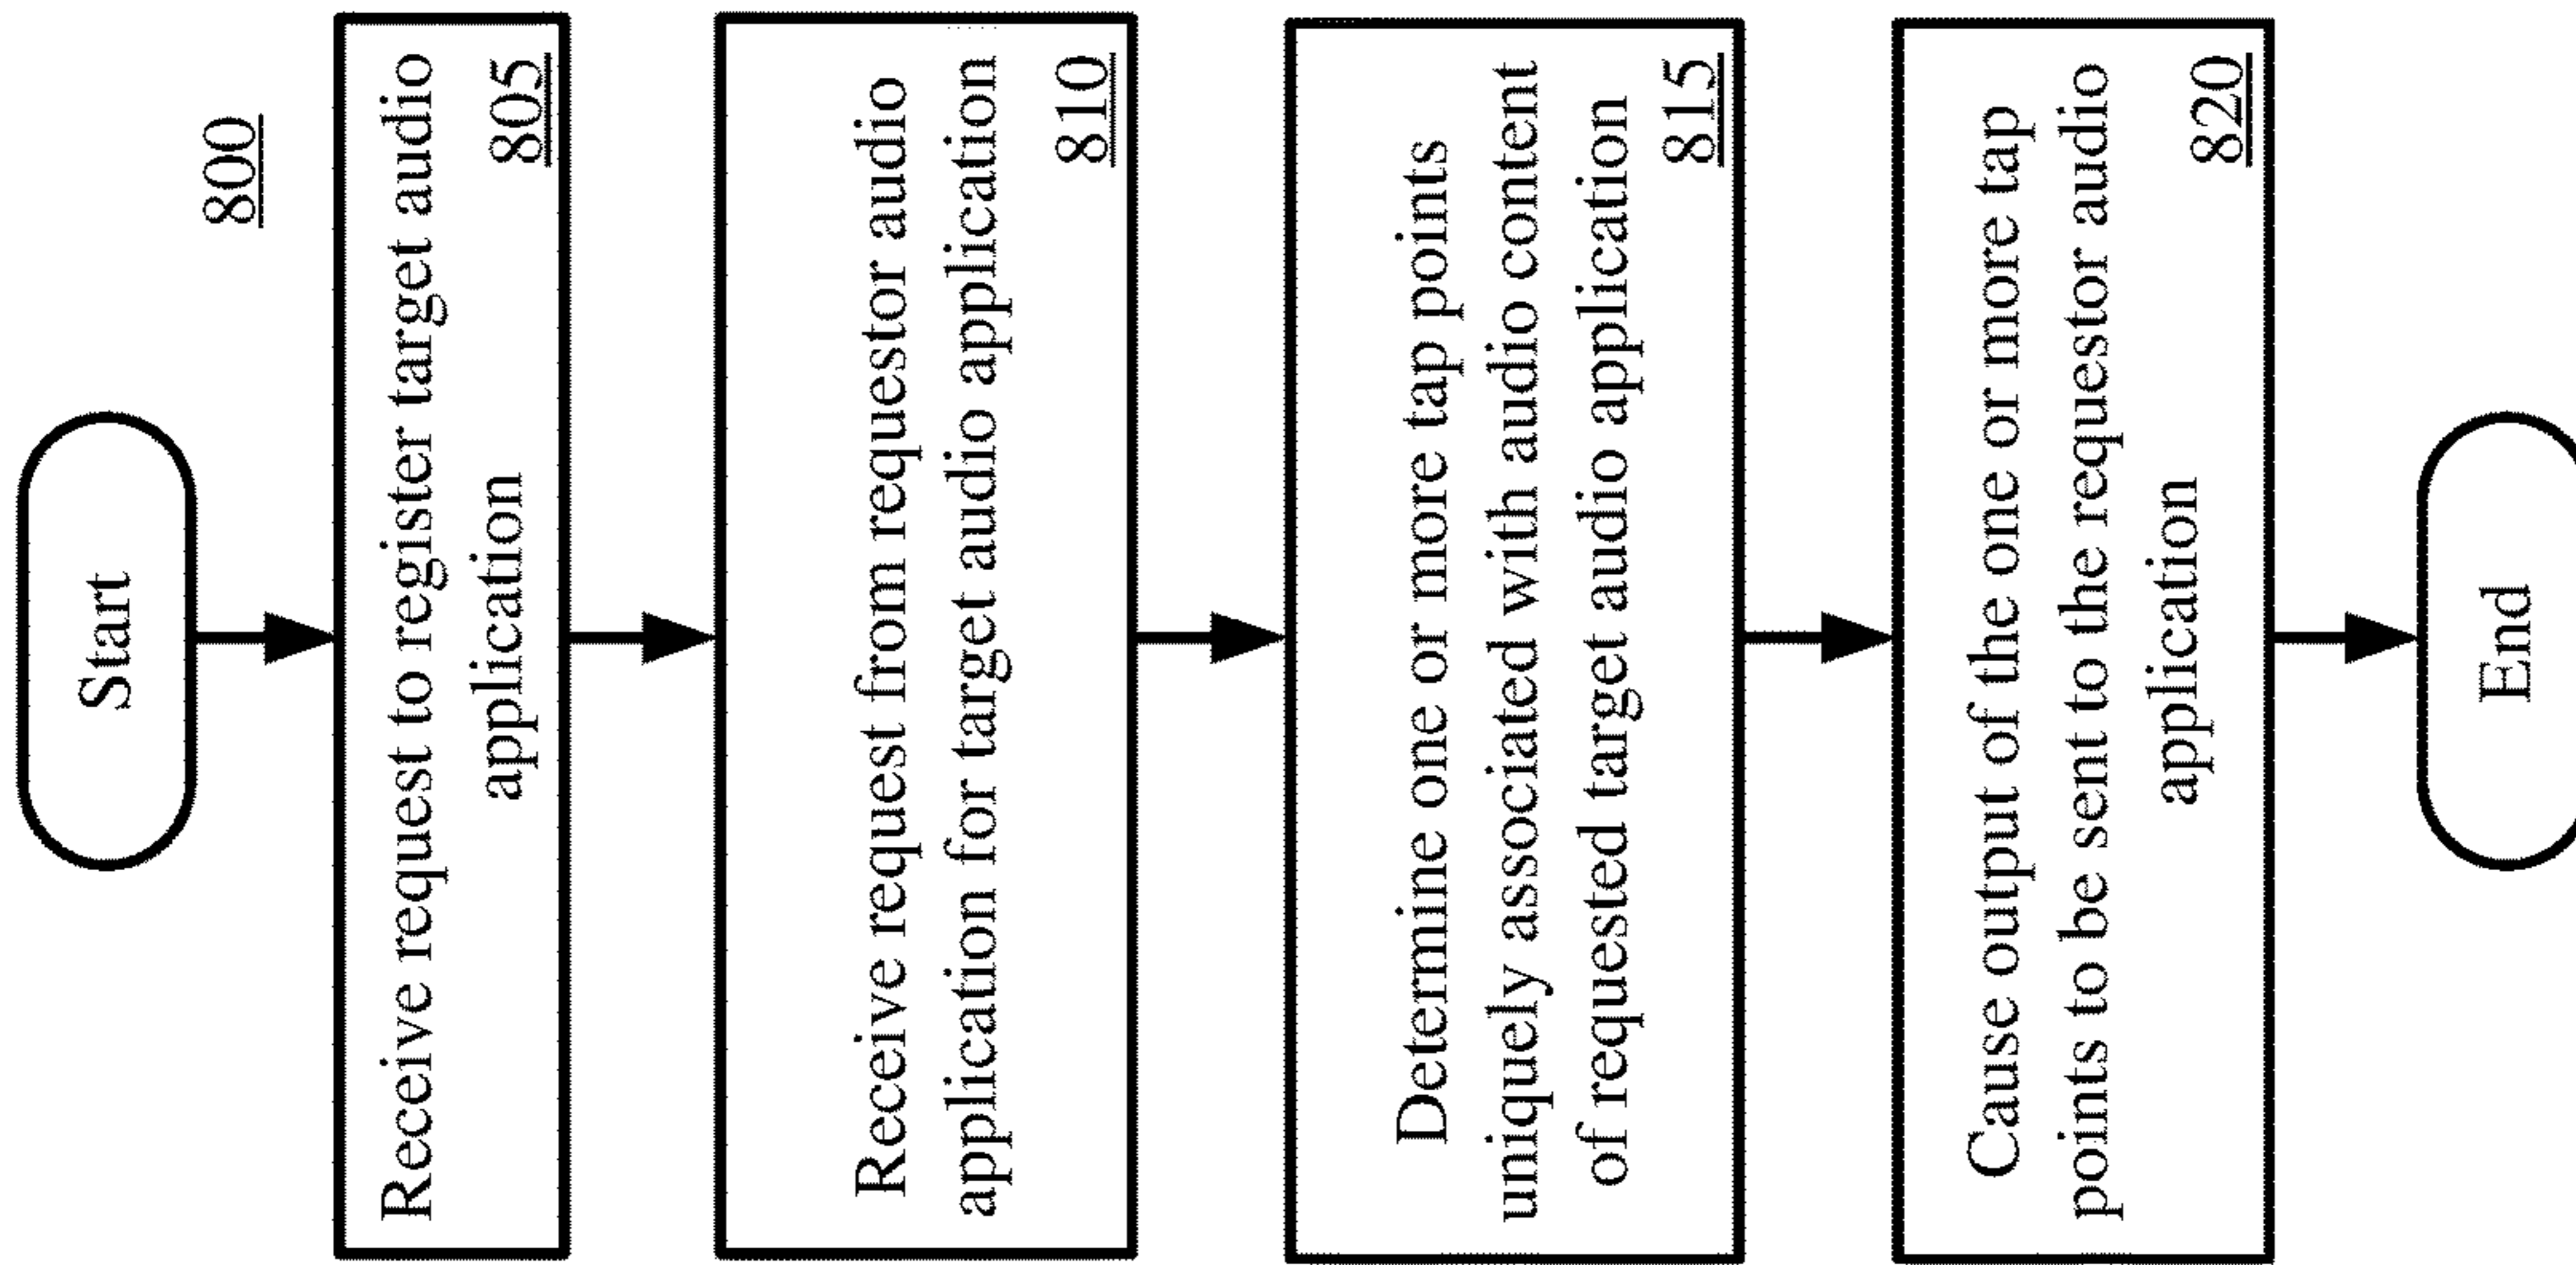 800
Start
Receive request to register target audio
application
805
Receive request from requestor audio
application for target audio application
810
Determine one or more tap points
uniquely associated with audio content
of requested target audio application
815
Cause output of the one or more tap
points to be sent to the requestor audio
application
820
End